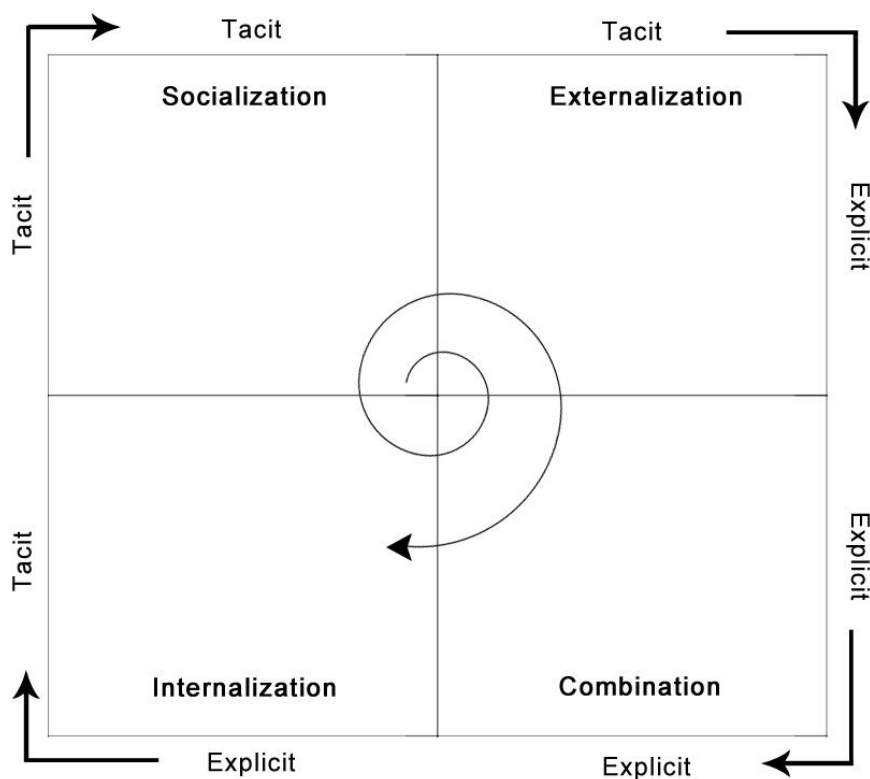 Tacit
Tacit
Socialization
Externalization
Tacit
Explicit
Tacit
Explicit
Internalization
Combination
Explicit
Explicit